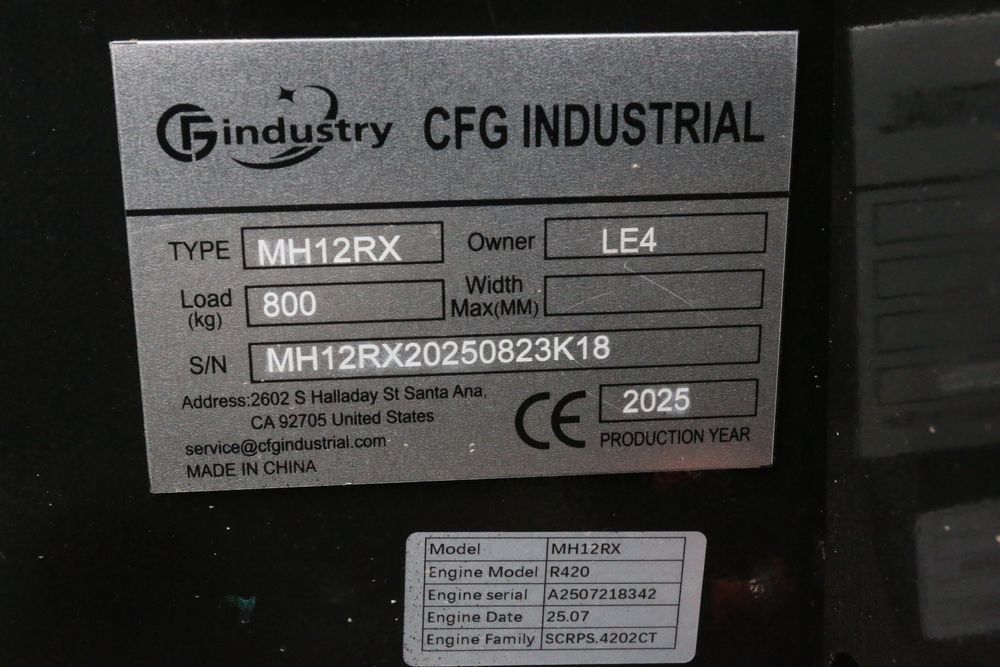 GFindustry CFG INDUSTRIAL
TYPE MH12RX Owner LE4
Load (kg) 800 Width Max(MM)
S/N MH12RX20250823K18
Address:2602 S Halladay St Santa Ana,
CA 92705 United States
service@cfgindustrial.com
MADE IN CHINA
CE 2025
PRODUCTION YEAR
Model MH12RX
Engine Model R420
Engine serial A2507218342
Engine Date 25.07
Engine Family SCRPS.4202CT